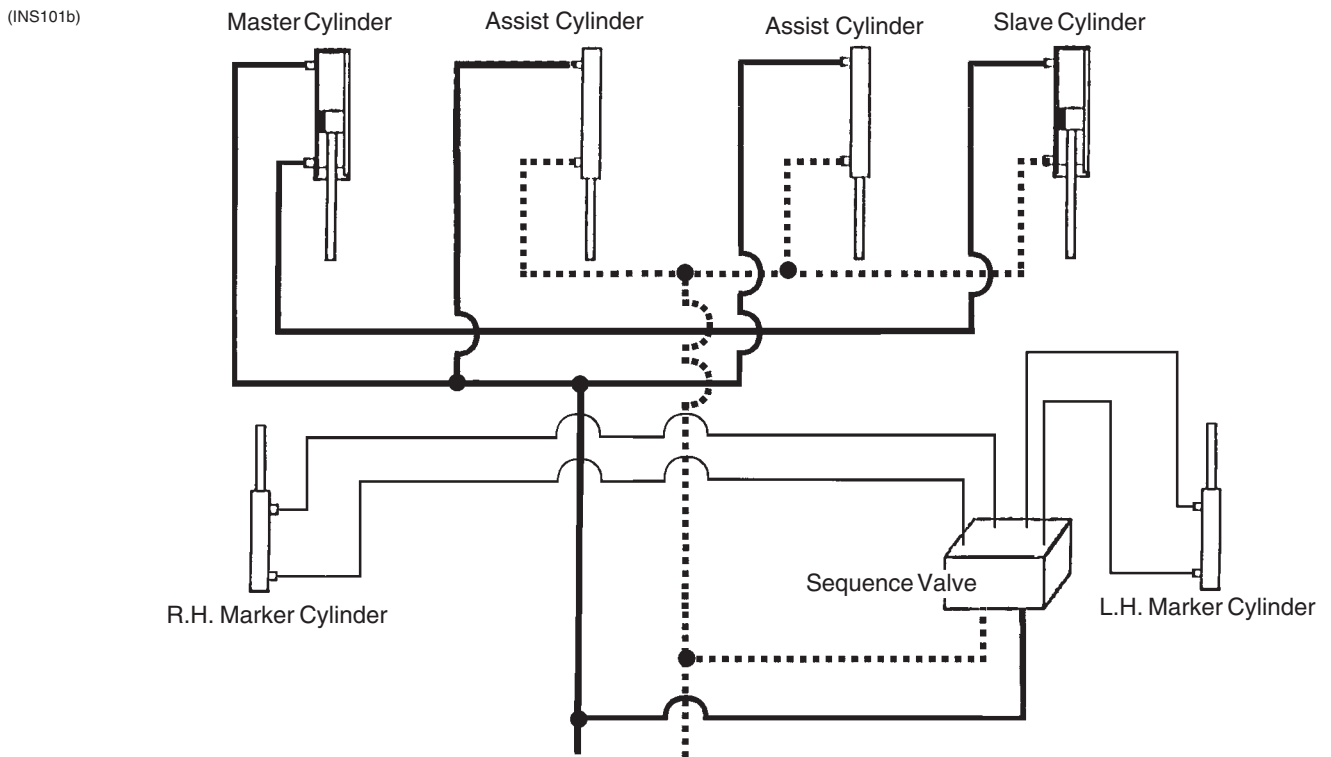 (INS101b)
Master Cylinder
Assist Cylinder
Assist Cylinder
Slave Cylinder
Sequence Valve
R.H. Marker Cylinder
L.H. Marker Cylinder